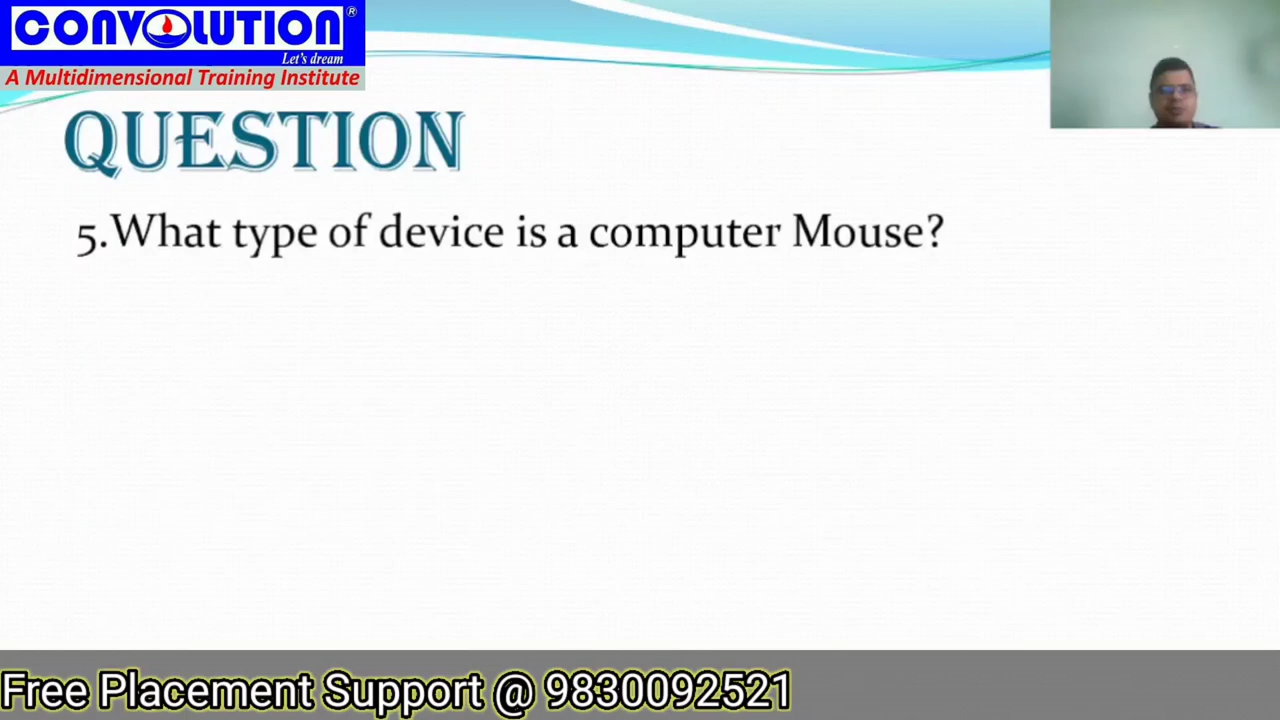 CONVOLUTION®
Let's dream
A Multidimensional Training Institute
QUESTION
5.What type of device is a computer Mouse?
Free Placement Support @ 9830092521